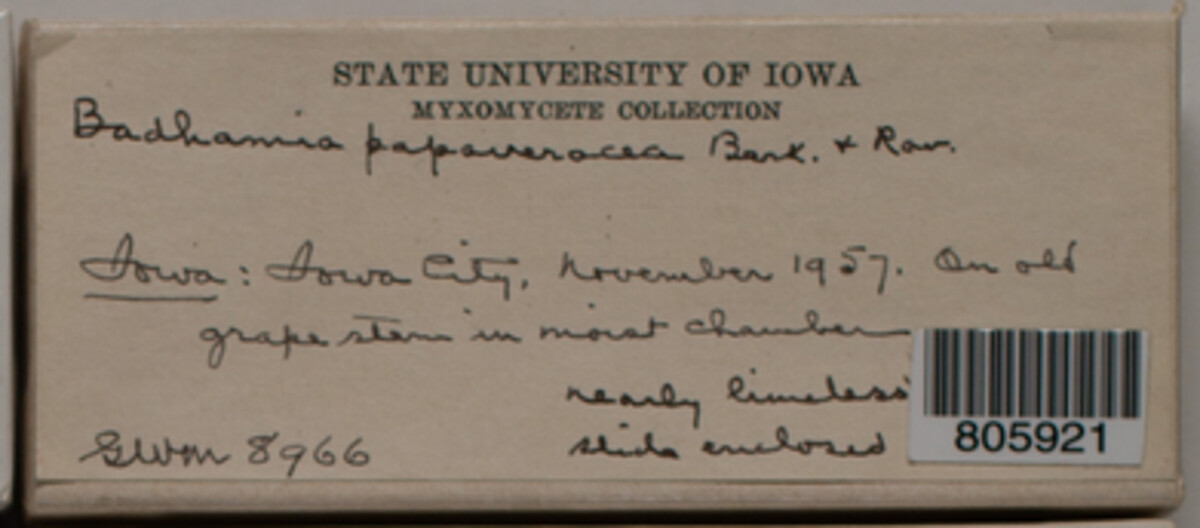 STATE UNIVERSITY OF IOWA
MYXOMYCETE COLLECTION
Badhamia papaveracea Berk. & Rav.
Iowa: Iowa City, November 1957. On old
grape stem in moist chamber
nearly limeless
slide enclosed
GWM 8966
805921